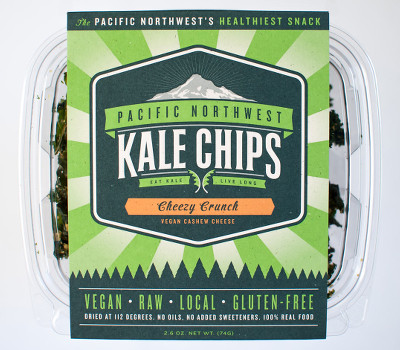 The PACIFIC NORTHWEST'S HEALTHIEST SNACK
PACIFIC NORTHWEST
KALE CHIPS
EAT KALE LIVE LONG
Cheezy Crunch
VEGAN CASHEW CHEESE
VEGAN • RAW • LOCAL • GLUTEN-FREE
DRIED AT 112 DEGREES. NO OILS, NO ADDED SWEETENERS. 100% REAL FOOD
2.6 OZ. NET WT. (74G)